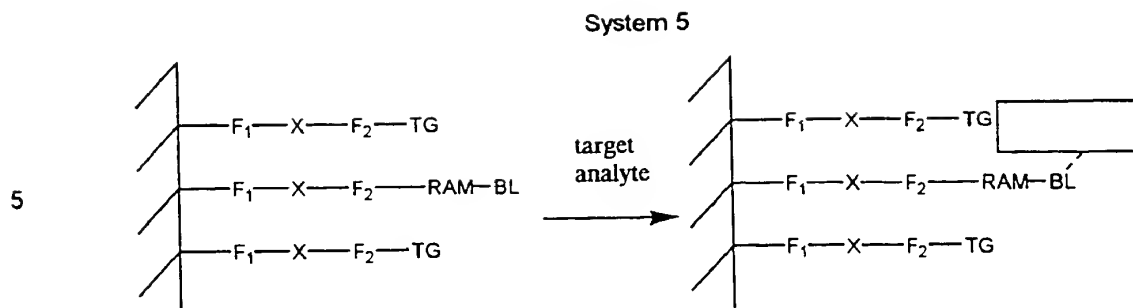 System 5
F₁—X—F₂—TG F₁—X—F₂—TG
target
analyte
5 F₁—X—F₂—RAM—BL F₁—X—F₂—RAM—BL
F₁—X—F₂—TG F₁—X—F₂—TG